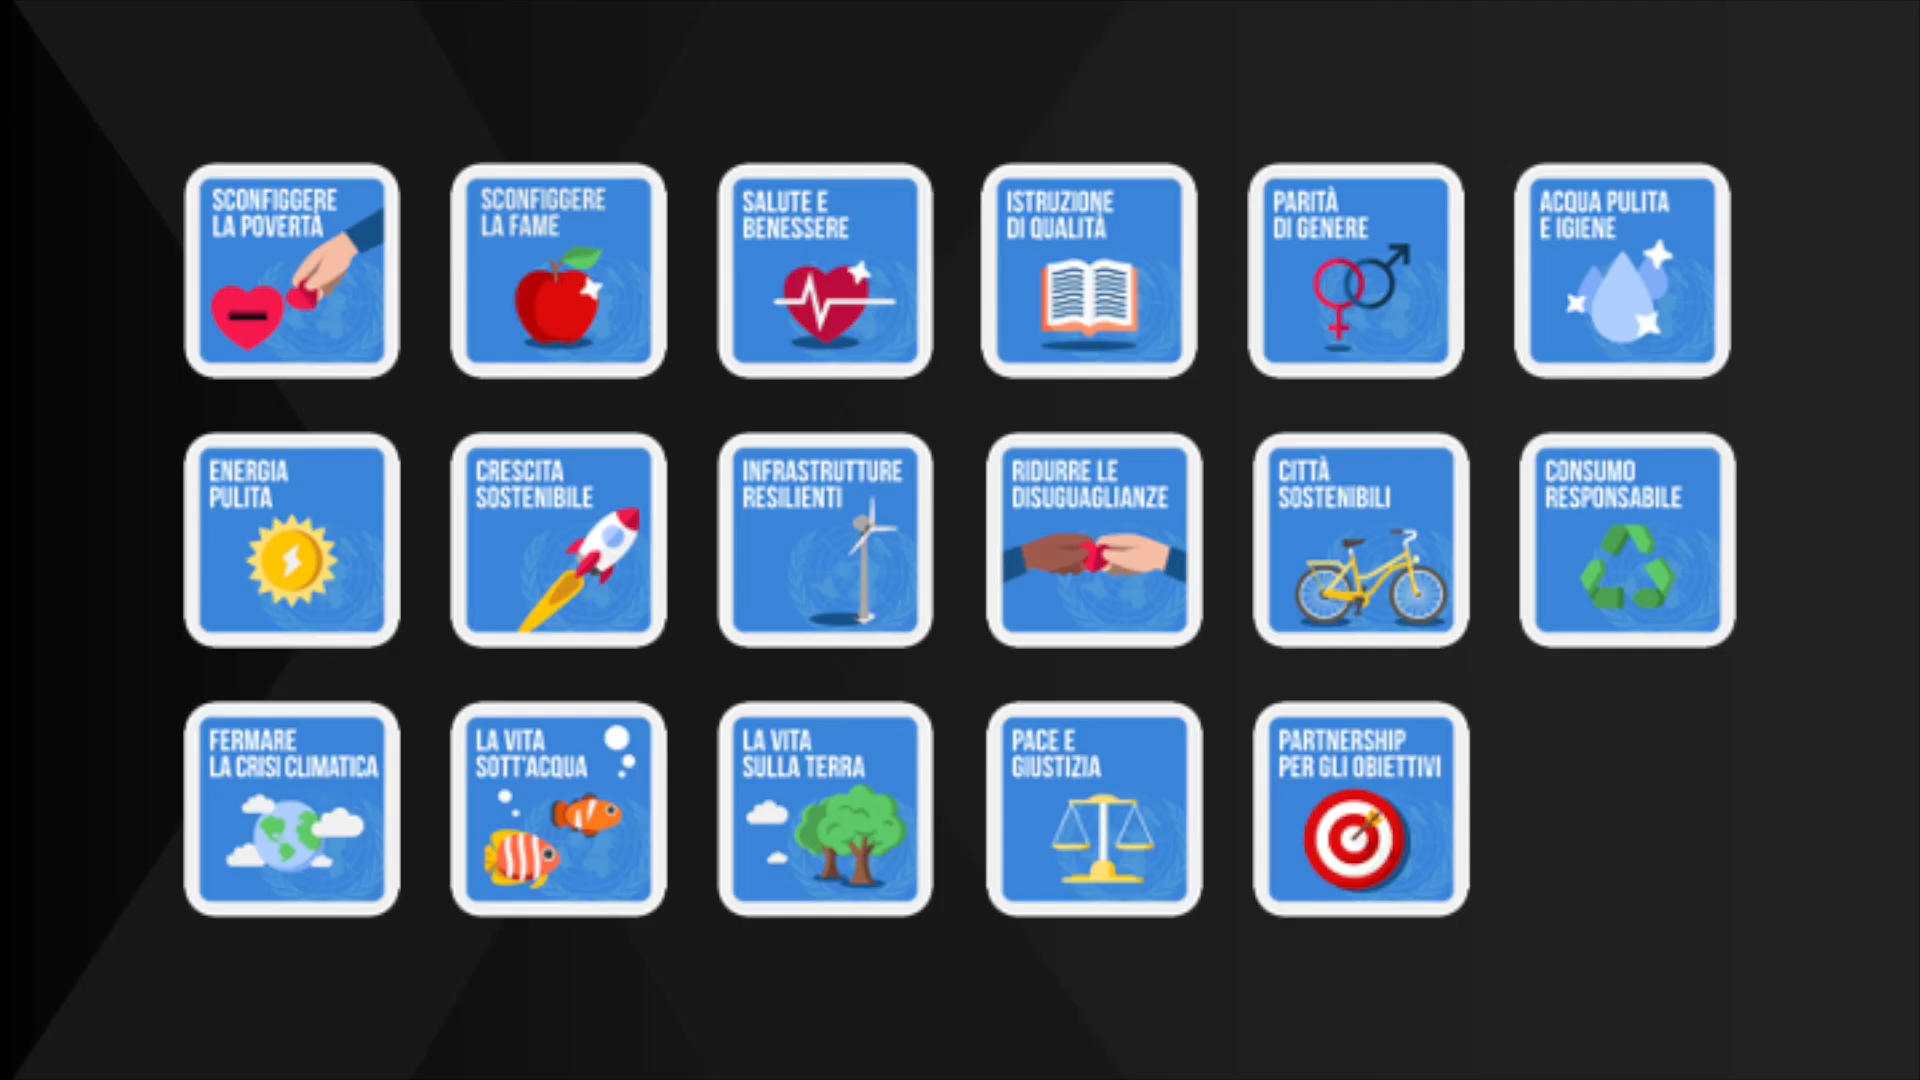 SCONFIGGERE
LA POVERTÀ
SCONFIGGERE
LA FAME
SALUTE E
BENESSERE
ISTRUZIONE
DI QUALITÀ
PARITÀ
DI GENERE
ACQUA PULITA
E IGIENE
ENERGIA
PULITA
CRESCITA
SOSTENIBILE
INFRASTRUTTURE
RESILIENTI
RIDURRE LE
DISUGUAGLIANZE
CITTÀ
SOSTENIBILI
CONSUMO
RESPONSABILE
FERMARE
LA CRISI CLIMATICA
LA VITA
SOTT'ACQUA
LA VITA
SULLA TERRA
PACE E
GIUSTIZIA
PARTNERSHIP
PER GLI OBIETTIVI